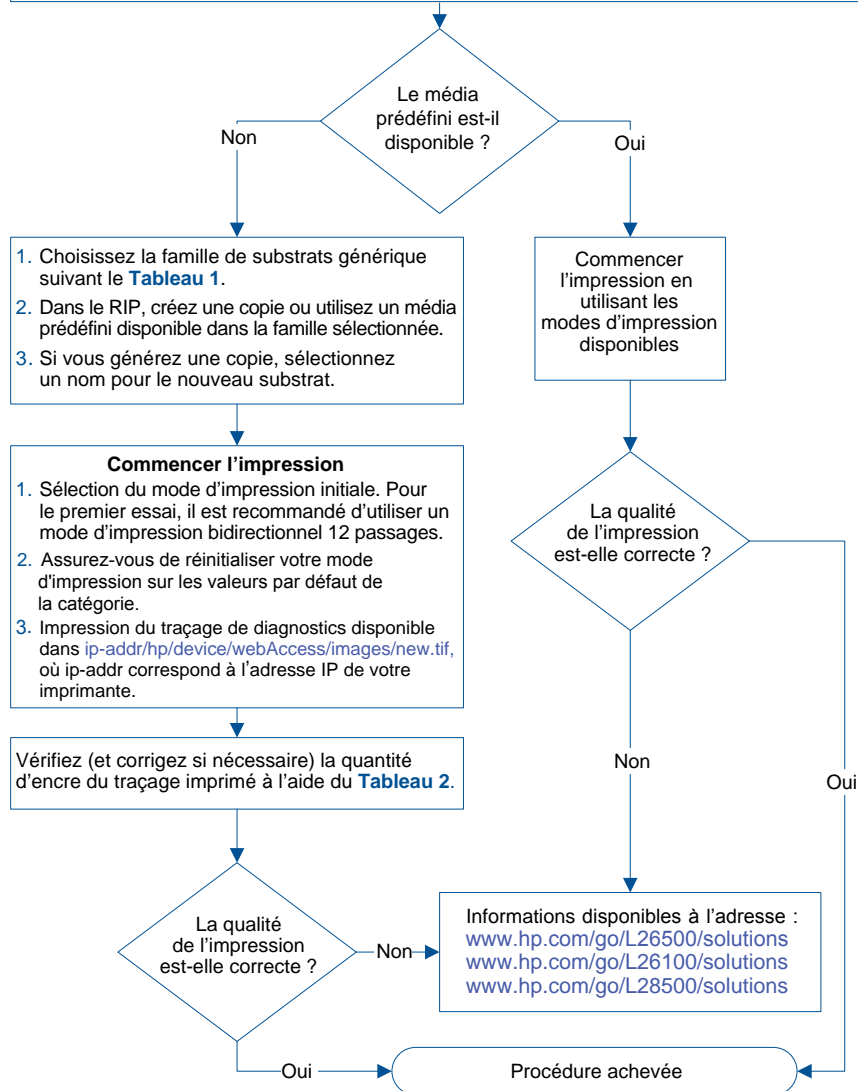 Le média
prédéfini est-il
disponible ?
Non
Oui
1. Choisissez la famille de substrats générique
suivant le Tableau 1.
2. Dans le RIP, créez une copie ou utilisez un média
prédéfini disponible dans la famille sélectionnée.
3. Si vous générez une copie, sélectionnez
un nom pour le nouveau substrat.
Commencer
l'impression en
utilisant les
modes d'impression
disponibles
Commencer l'impression
1. Sélection du mode d'impression initiale. Pour
le premier essai, il est recommandé d'utiliser un
mode d'impression bidirectionnel 12 passages.
2. Assurez-vous de réinitialiser votre mode
d'impression sur les valeurs par défaut de
la catégorie.
3. Impression du traçage de diagnostics disponible
dans ip-addr/hp/device/webAccess/images/new.tif,
où ip-addr correspond à l'adresse IP de votre
imprimante.
La qualité
de l'impression
est-elle correcte ?
Vérifiez (et corrigez si nécessaire) la quantité
d'encre du traçage imprimé à l'aide du Tableau 2.
Non
Oui
La qualité
de l'impression
est-elle correcte ?
Non
Informations disponibles à l'adresse :
www.hp.com/go/L26500/solutions
www.hp.com/go/L26100/solutions
www.hp.com/go/L28500/solutions
Oui
Procédure achevée